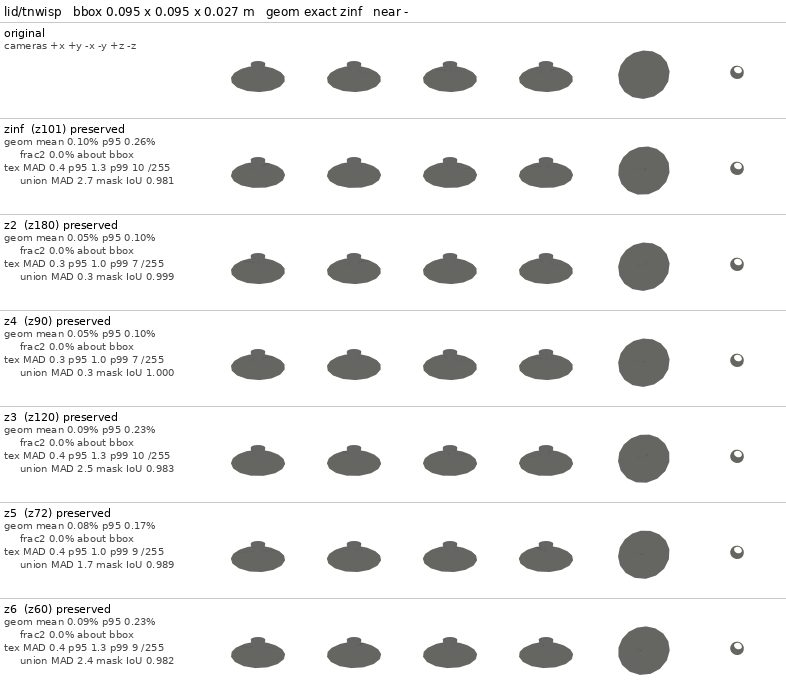 lid/tnwisp   bbox 0.095 x 0.095 x 0.027 m   geom exact zinf   near -
original
cameras +x +y -x -y +z -z
zinf  (z101) preserved
geom mean 0.10% p95 0.26%
frac2 0.0% about bbox
tex MAD 0.4 p95 1.3 p99 10 /255
union MAD 2.7 mask IoU 0.981
z2  (z180) preserved
geom mean 0.05% p95 0.10%
frac2 0.0% about bbox
tex MAD 0.3 p95 1.0 p99 7 /255
union MAD 0.3 mask IoU 0.999
z4  (z90) preserved
geom mean 0.05% p95 0.10%
frac2 0.0% about bbox
tex MAD 0.3 p95 1.0 p99 7 /255
union MAD 0.3 mask IoU 1.000
z3  (z120) preserved
geom mean 0.09% p95 0.23%
frac2 0.0% about bbox
tex MAD 0.4 p95 1.3 p99 10 /255
union MAD 2.5 mask IoU 0.983
z5  (z72) preserved
geom mean 0.08% p95 0.17%
frac2 0.0% about bbox
tex MAD 0.4 p95 1.0 p99 9 /255
union MAD 1.7 mask IoU 0.989
z6  (z60) preserved
geom mean 0.09% p95 0.23%
frac2 0.0% about bbox
tex MAD 0.4 p95 1.3 p99 9 /255
union MAD 2.4 mask IoU 0.982